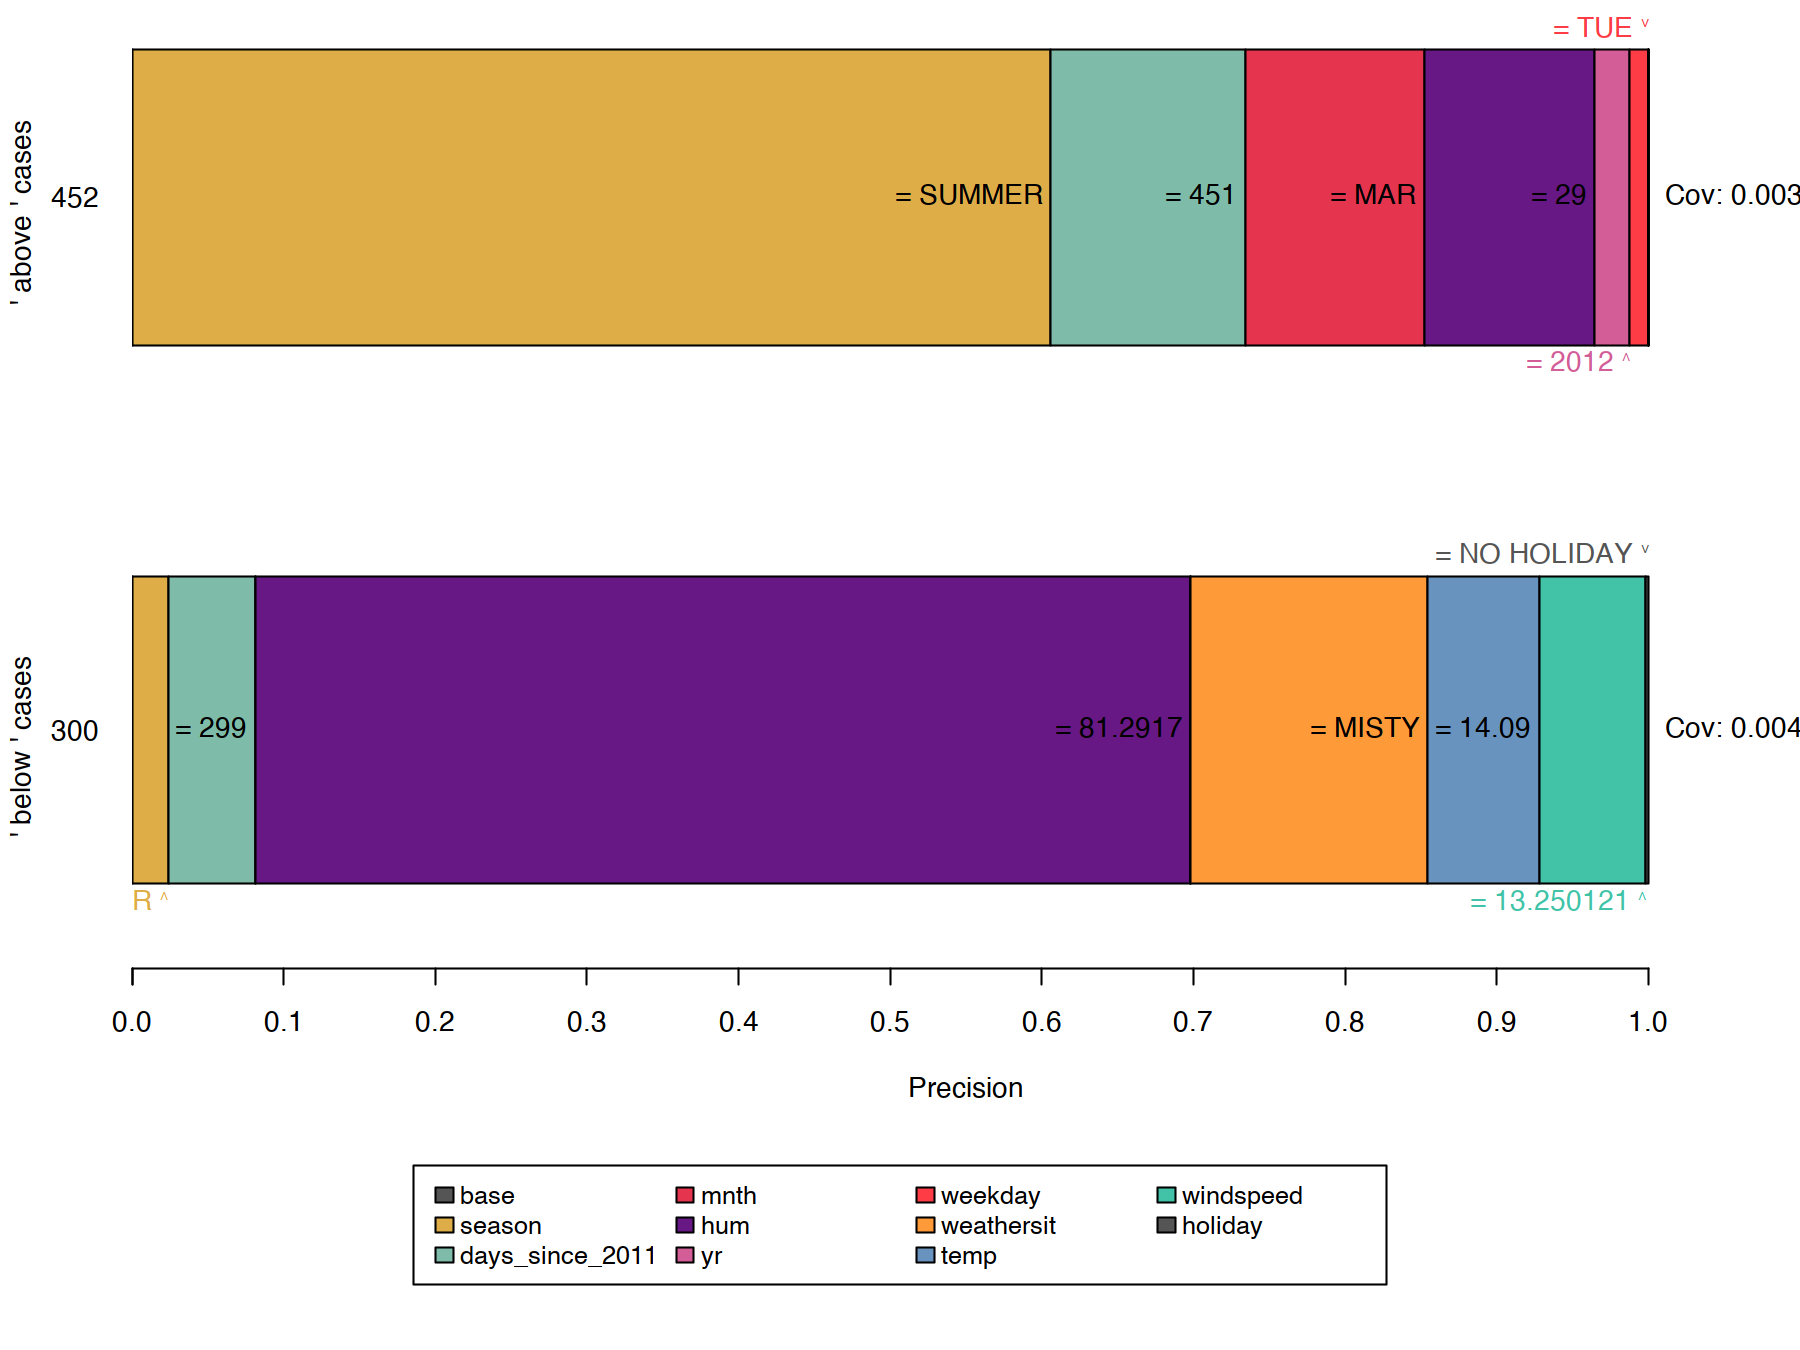 = TUE ˅
' above ' cases
452
= SUMMER
= 451
= MAR
= 29
Cov: 0.003
= 2012 ^
= NO HOLIDAY ˅
' below ' cases
300
= 299
= 81.2917
= MISTY
= 14.09
Cov: 0.004
R ^
= 13.250121 ^
0.0 0.1 0.2 0.3 0.4 0.5 0.6 0.7 0.8 0.9 1.0
Precision
base mnth weekday windspeed
season hum weathersit holiday
days_since_2011 yr temp